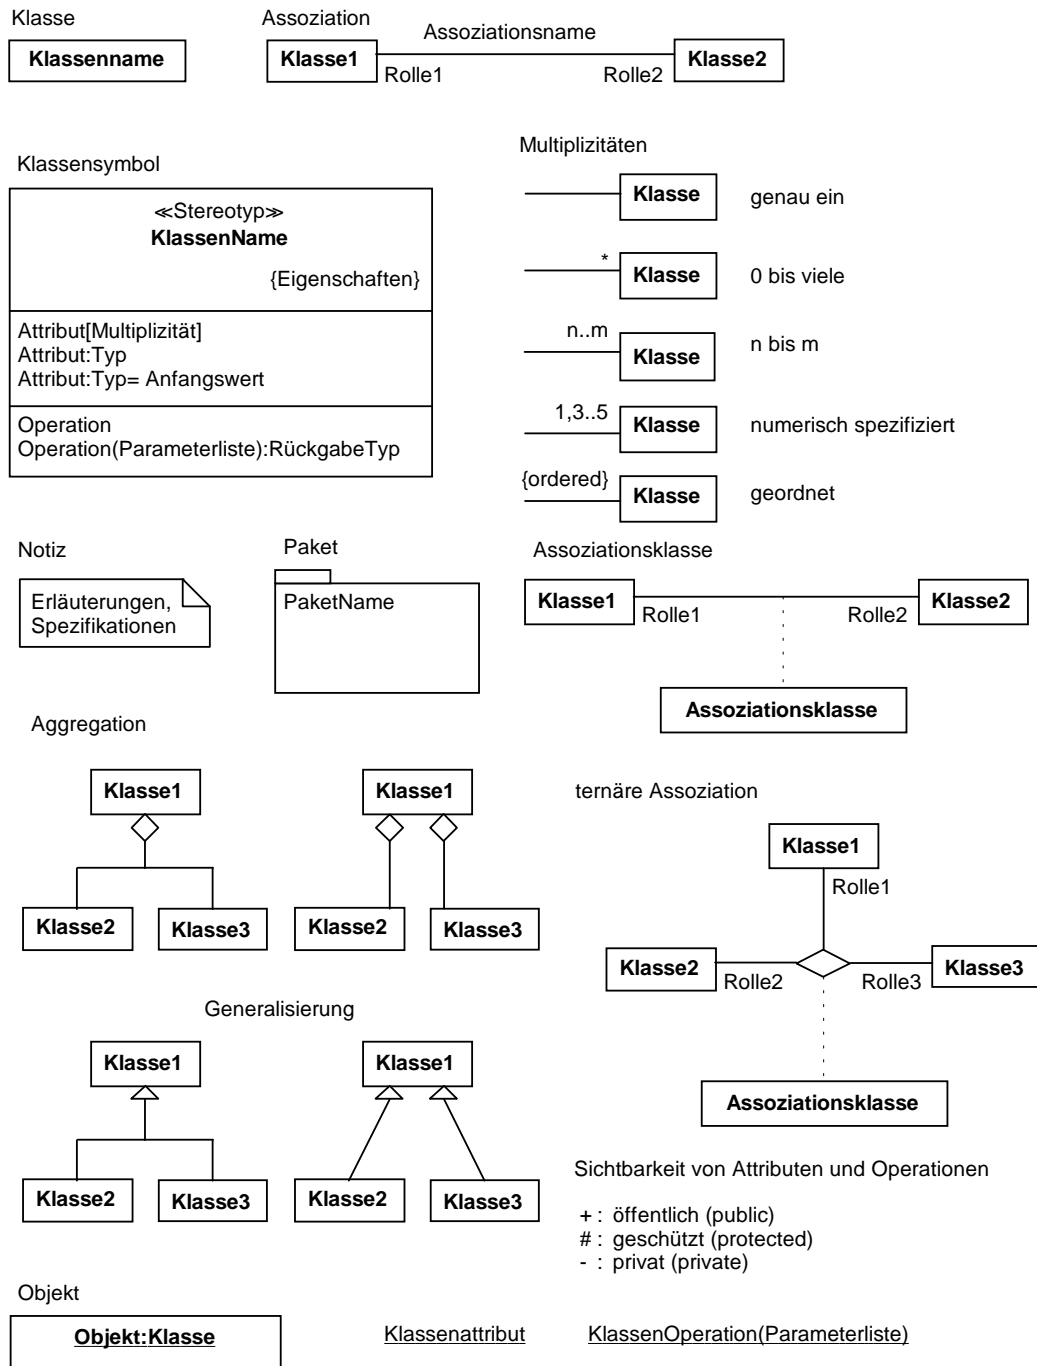 Klasse
Klassenname
Assoziation
Klasse1 Assoziationsname Klasse2
Rolle1 Rolle2
Klassensymbol
≪Stereotyp≫
KlassenName
{Eigenschaften}
Attribut[Multiplizität]
Attribut:Typ
Attribut:Typ= Anfangswert
Operation
Operation(Parameterliste):RückgabeTyp
Multiplizitäten
Klasse genau ein
* Klasse 0 bis viele
n..m Klasse n bis m
1,3..5 Klasse numerisch spezifiziert
{ordered} Klasse geordnet
Notiz
Erläuterungen,
Spezifikationen
Paket
PaketName
Assoziationsklasse
Klasse1 Klasse2
Rolle1 Rolle2
Assoziationsklasse
Aggregation
Klasse1 Klasse1
Klasse2 Klasse3 Klasse2 Klasse3
ternäre Assoziation
Klasse1
Rolle1
Klasse2 Klasse3
Rolle2 Rolle3
Assoziationsklasse
Generalisierung
Klasse1 Klasse1
Klasse2 Klasse3 Klasse2 Klasse3
Sichtbarkeit von Attributen und Operationen
+ : öffentlich (public)
# : geschützt (protected)
- : privat (private)
Objekt
Objekt:Klasse
Klassenattribut KlassenOperation(Parameterliste)